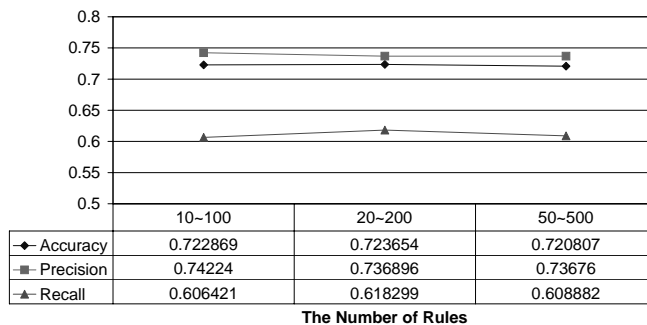 0.8
0.75
0.7
0.65
0.6
0.55
0.5
10~100 20~200 50~500
Accuracy 0.722869 0.723654 0.720807
Precision 0.74224 0.736896 0.73676
Recall 0.606421 0.618299 0.608882
The Number of Rules